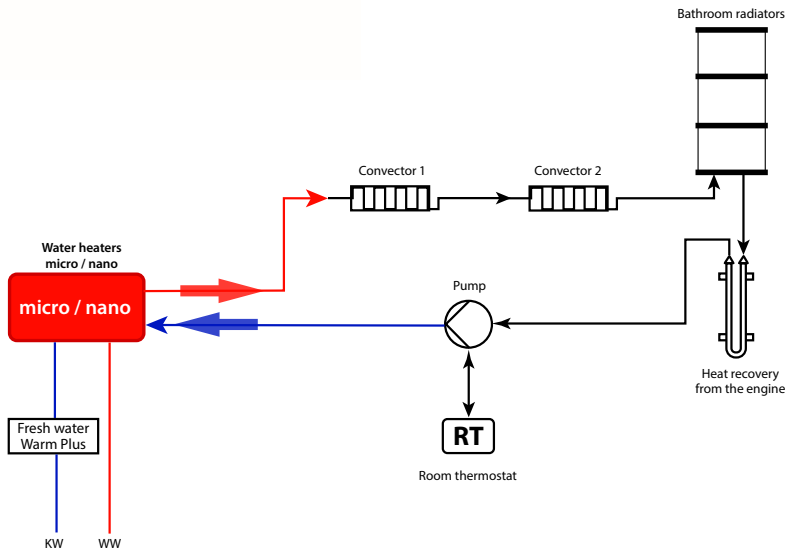 Bathroom radiators
Convector 1
Convector 2
Water heaters
micro / nano
micro / nano
Pump
Heat recovery
from the engine
Fresh water
Warm Plus
RT
Room thermostat
KW
WW